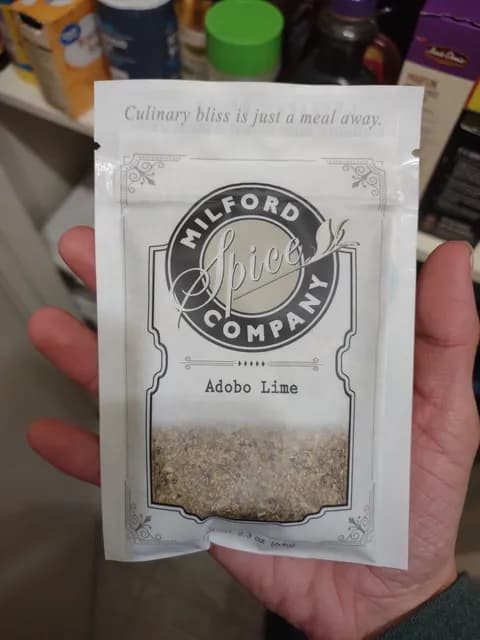 Culinary bliss is just a meal away.
MILFORD
Spice
COMPANY
Adobo Lime